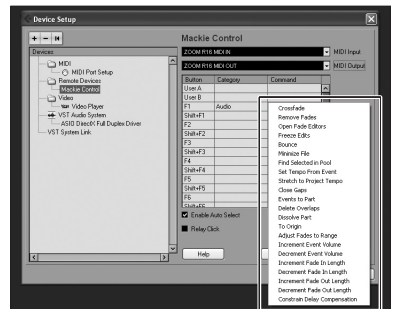 Device Setup
Devices
MIDI
MIDI Port Setup
Remote Devices
Mackie Control
Video
Video Player
VST Audio System
ASIO DirectX Full Duplex Driver
VST System Link
Mackie Control
ZOOM R16 MIDI IN
MIDI Input
ZOOM R16 MIDI OUT
MIDI Output
Button Category Command
User A
User B
F1 Audio
Shift+F1
F2
Shift+F2
F3
Shift+F3
F4
Shift+F4
F5
Shift+F5
F6
Shift+F6
Enable Auto Select
Relay Click
Help
Crossfade
Remove Fades
Open Fade Editors
Freeze Edits
Bounce
Minimize File
Find Selected in Pool
Set Tempo From Event
Stretch to Project Tempo
Close Gaps
Events to Part
Delete Overlaps
Dissolve Part
To Origin
Adjust Fades to Range
Increment Event Volume
Decrement Event Volume
Increment Fade In Length
Decrement Fade In Length
Increment Fade Out Length
Decrement Fade Out Length
Constrain Delay Compensation